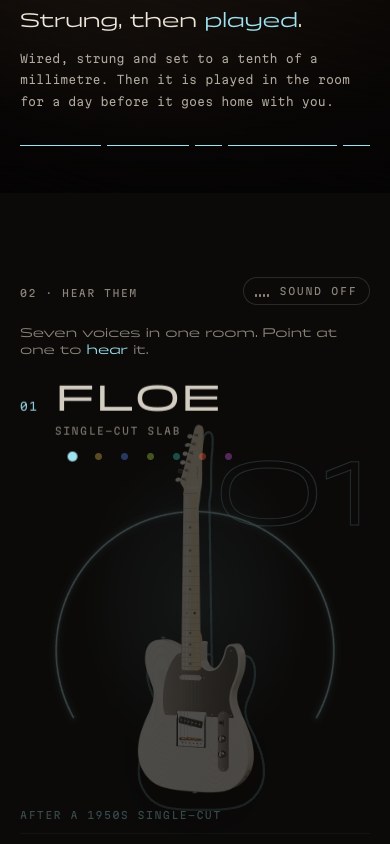 Strung, then played.
Wired, strung and set to a tenth of a
millimetre. Then it is played in the room
for a day before it goes home with you.
02 · HEAR THEM
SOUND OFF
Seven voices in one room. Point at
one to hear it.
01 FLOE
SINGLE-CUT SLAB
01
AFTER A 1950S SINGLE-CUT